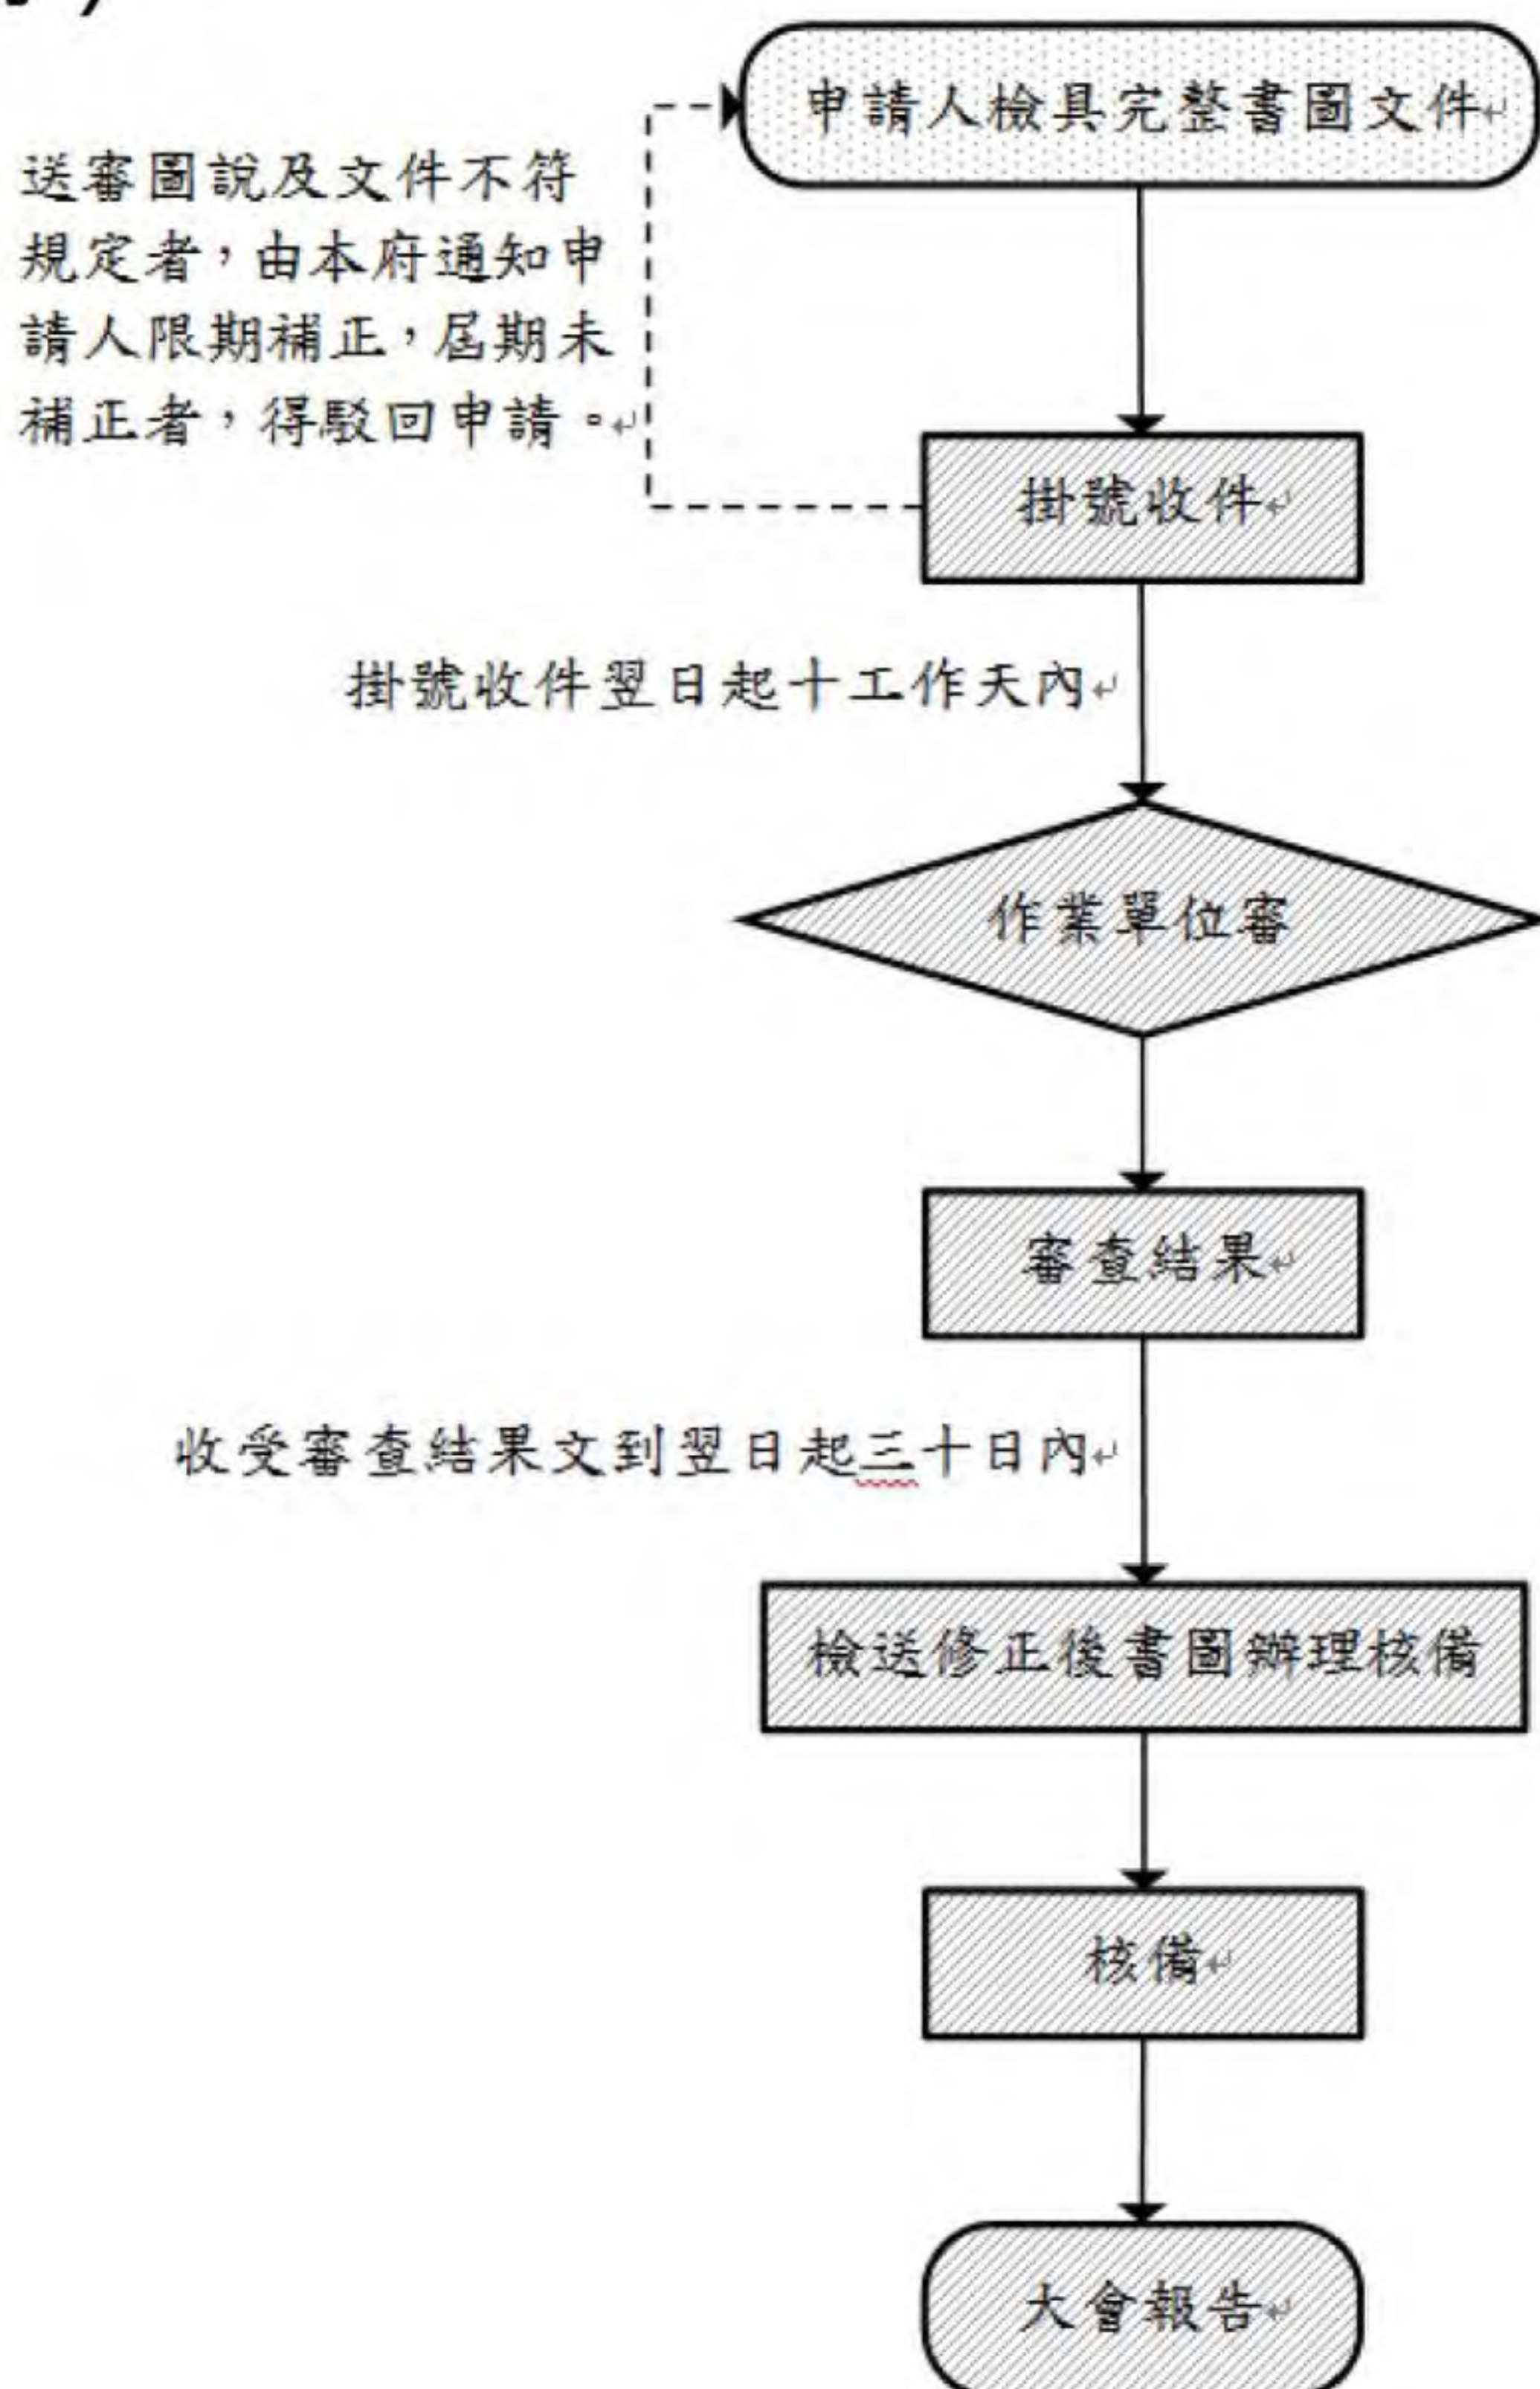 申請人檢具完整書圖文件
送審圖說及文件不符
規定者，由本府通知申
請人限期補正，屆期未
補正者，得駁回申請。
掛號收件
掛號收件翌日起十工作天內
作業單位審
審查結果
收受審查結果文到翌日起三十日內
檢送修正後書圖辦理核備
核備
大會報告